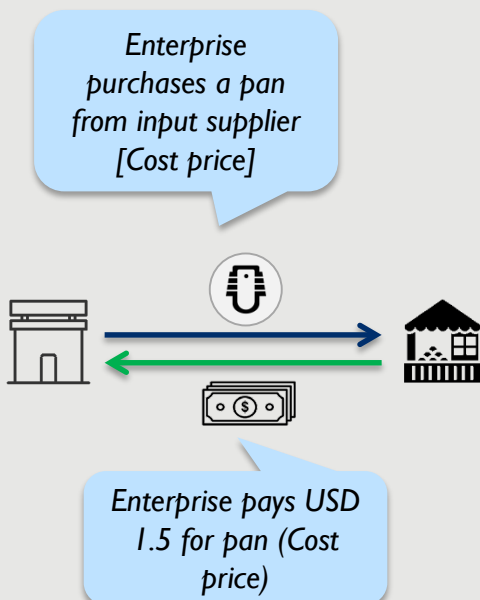 Enterprise
purchases a pan
from input supplier
[Cost price]
$
Enterprise pays USD
1.5 for pan (Cost
price)